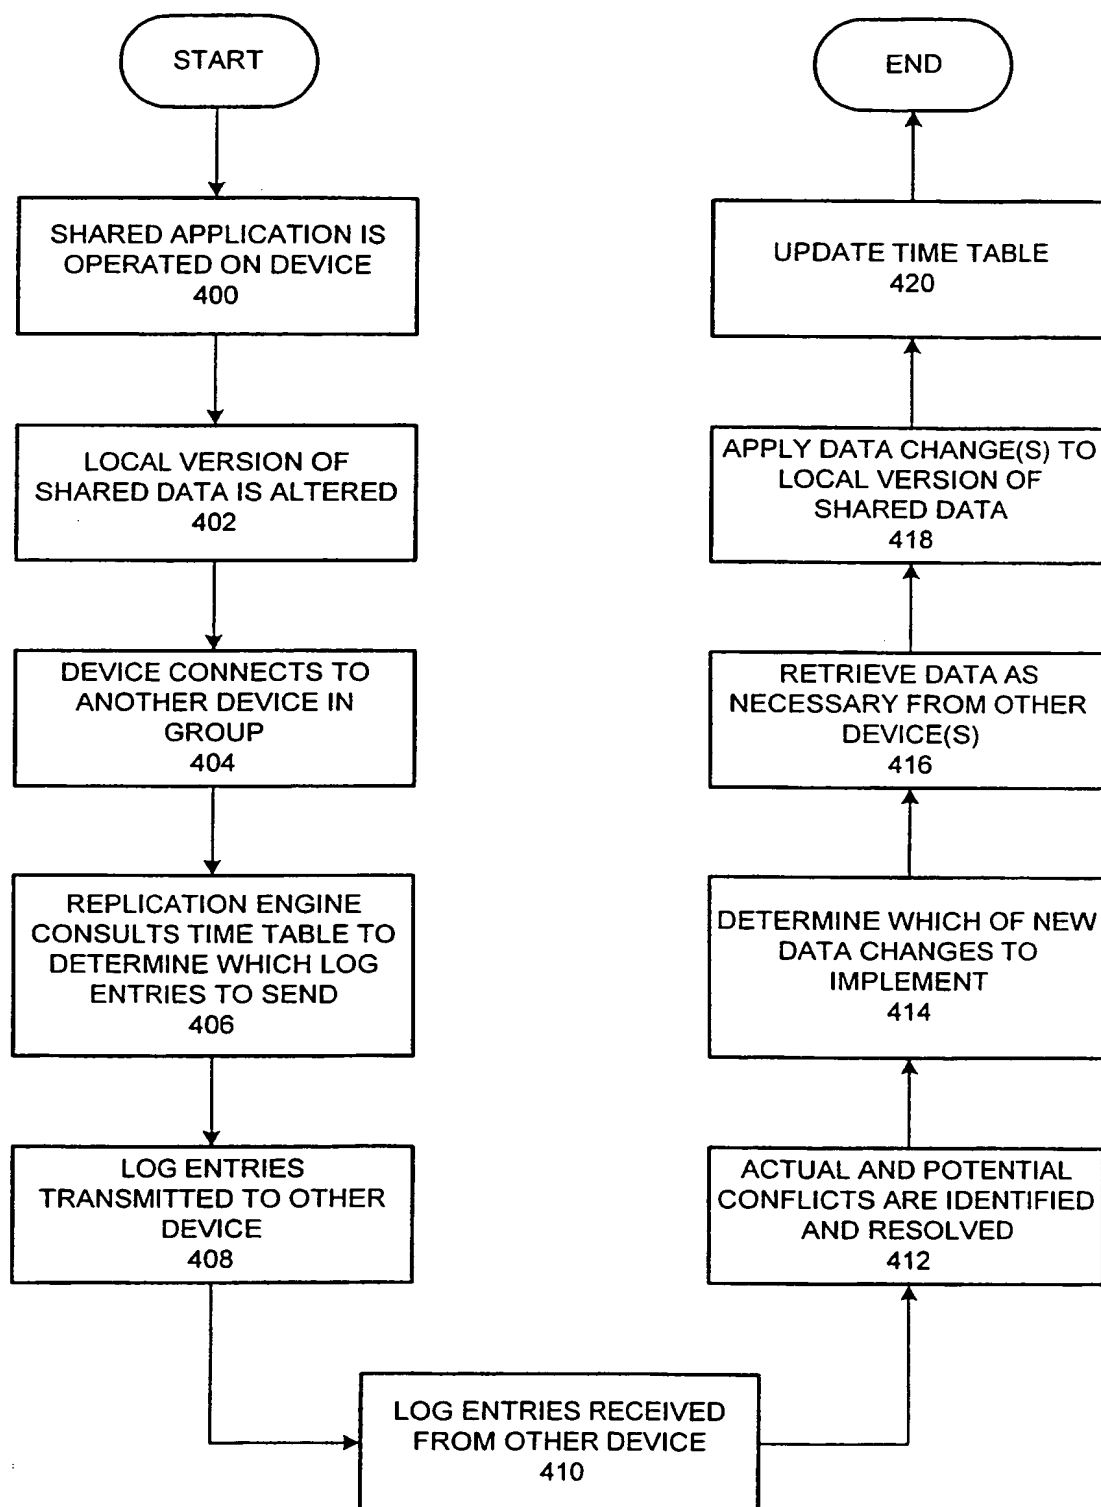 START
SHARED APPLICATION IS
OPERATED ON DEVICE
400
LOCAL VERSION OF
SHARED DATA IS ALTERED
402
DEVICE CONNECTS TO
ANOTHER DEVICE IN
GROUP
404
REPLICATION ENGINE
CONSULTS TIME TABLE TO
DETERMINE WHICH LOG
ENTRIES TO SEND
406
LOG ENTRIES
TRANSMITTED TO OTHER
DEVICE
408
LOG ENTRIES RECEIVED
FROM OTHER DEVICE
410
ACTUAL AND POTENTIAL
CONFLICTS ARE IDENTIFIED
AND RESOLVED
412
DETERMINE WHICH OF NEW
DATA CHANGES TO
IMPLEMENT
414
RETRIEVE DATA AS
NECESSARY FROM OTHER
DEVICE(S)
416
APPLY DATA CHANGE(S) TO
LOCAL VERSION OF
SHARED DATA
418
UPDATE TIME TABLE
420
END